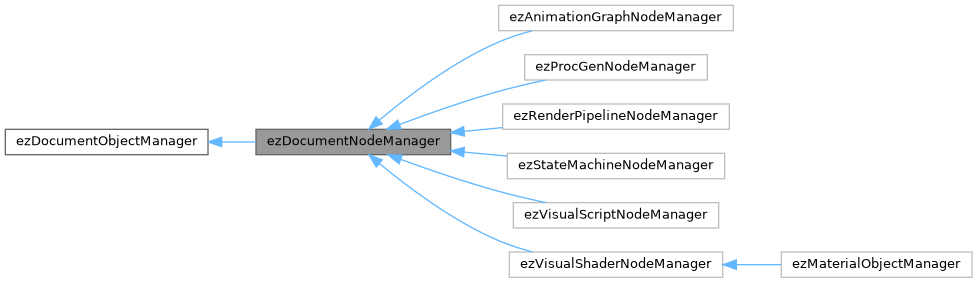 ezAnimationGraphNodeManager
ezProcGenNodeManager
ezRenderPipelineNodeManager
ezDocumentObjectManager
ezDocumentNodeManager
ezStateMachineNodeManager
ezVisualScriptNodeManager
ezVisualShaderNodeManager
ezMaterialObjectManager